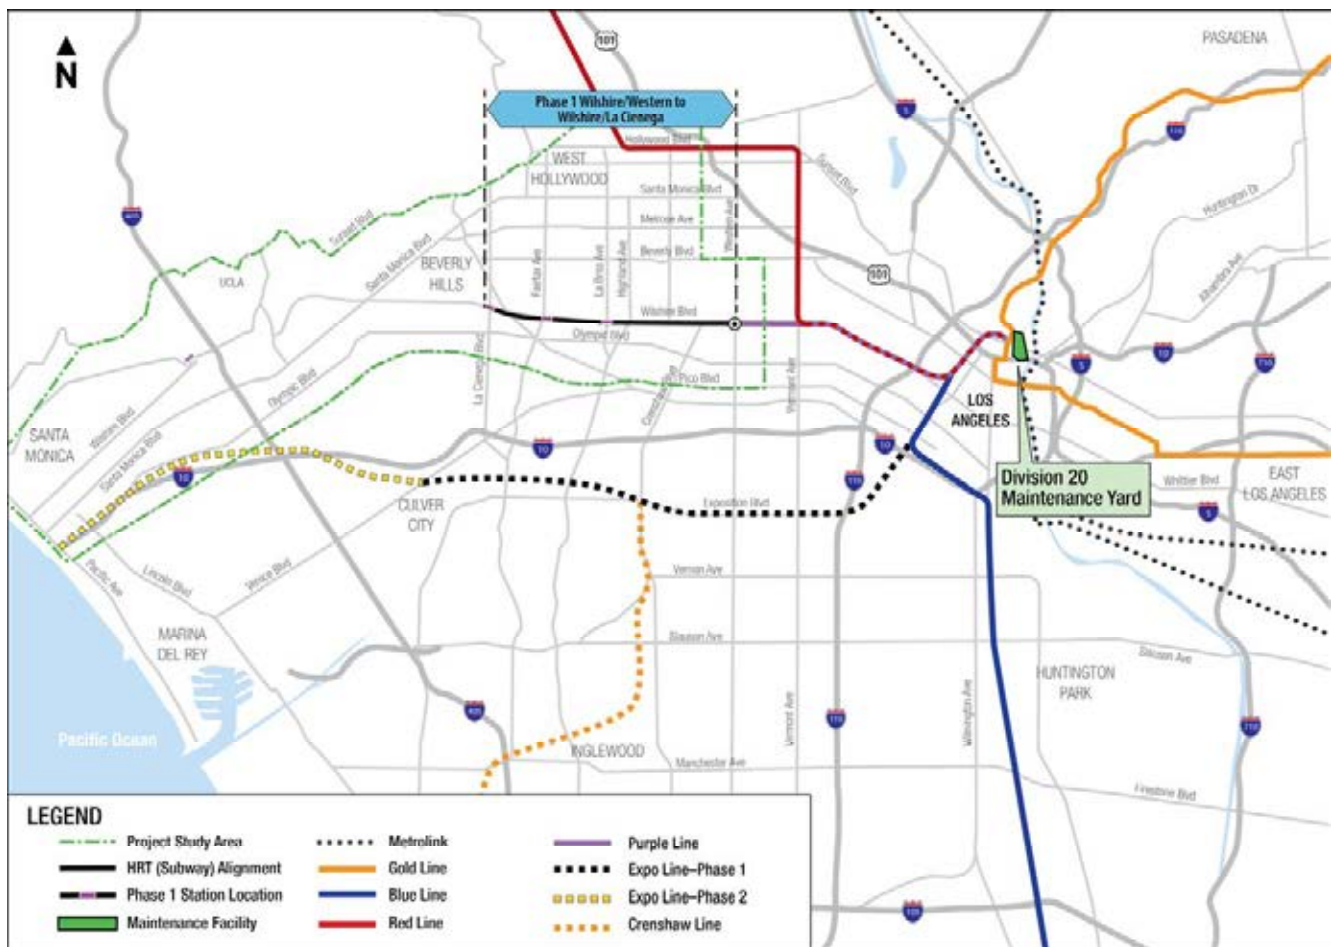 N
101
PASADENA
Phase 1 Wilshire/Western to
Wilshire/La Cienega
5
110
Hollywood Blvd
WEST
HOLLYWOOD
Sunset Blvd
Santa Monica Blvd
Huntington Dr
405
Sunset Blvd
Melrose Ave
Western Ave
Santa Monica Blvd
Beverly Blvd
BEVERLY
HILLS
Fairfax Ave
La Brea Ave
Highland Ave
101
Alhambra Ave
UCLA
Wilshire Blvd
Olympic Blvd
10
5
710
La Cienega Blvd
Crenshaw Blvd
Pico Blvd
Vermont Ave
Olympic Blvd
LOS
ANGELES
Wilshire Blvd
SANTA
MONICA
Santa Monica Blvd
10
10
10
110
Division 20
Maintenance Yard
Whittier Blvd
EAST
LOS ANGELES
5
CULVER
CITY
Exposition Blvd
Pacific Ave
Lincoln Blvd
Venice Blvd
Vernon Ave
MARINA
DEL REY
Slauson Ave
Slauson Ave
HUNTINGTON
PARK
405
110
Vermont Ave
Wilmington Ave
710
Pacific Ocean
INGLEWOOD
Manchester Ave
Firestone Blvd
LEGEND
Project Study Area
Metrolink
Purple Line
HRT (Subway) Alignment
Gold Line
Expo Line–Phase 1
Phase 1 Station Location
Blue Line
Expo Line–Phase 2
Maintenance Facility
Red Line
Crenshaw Line
105